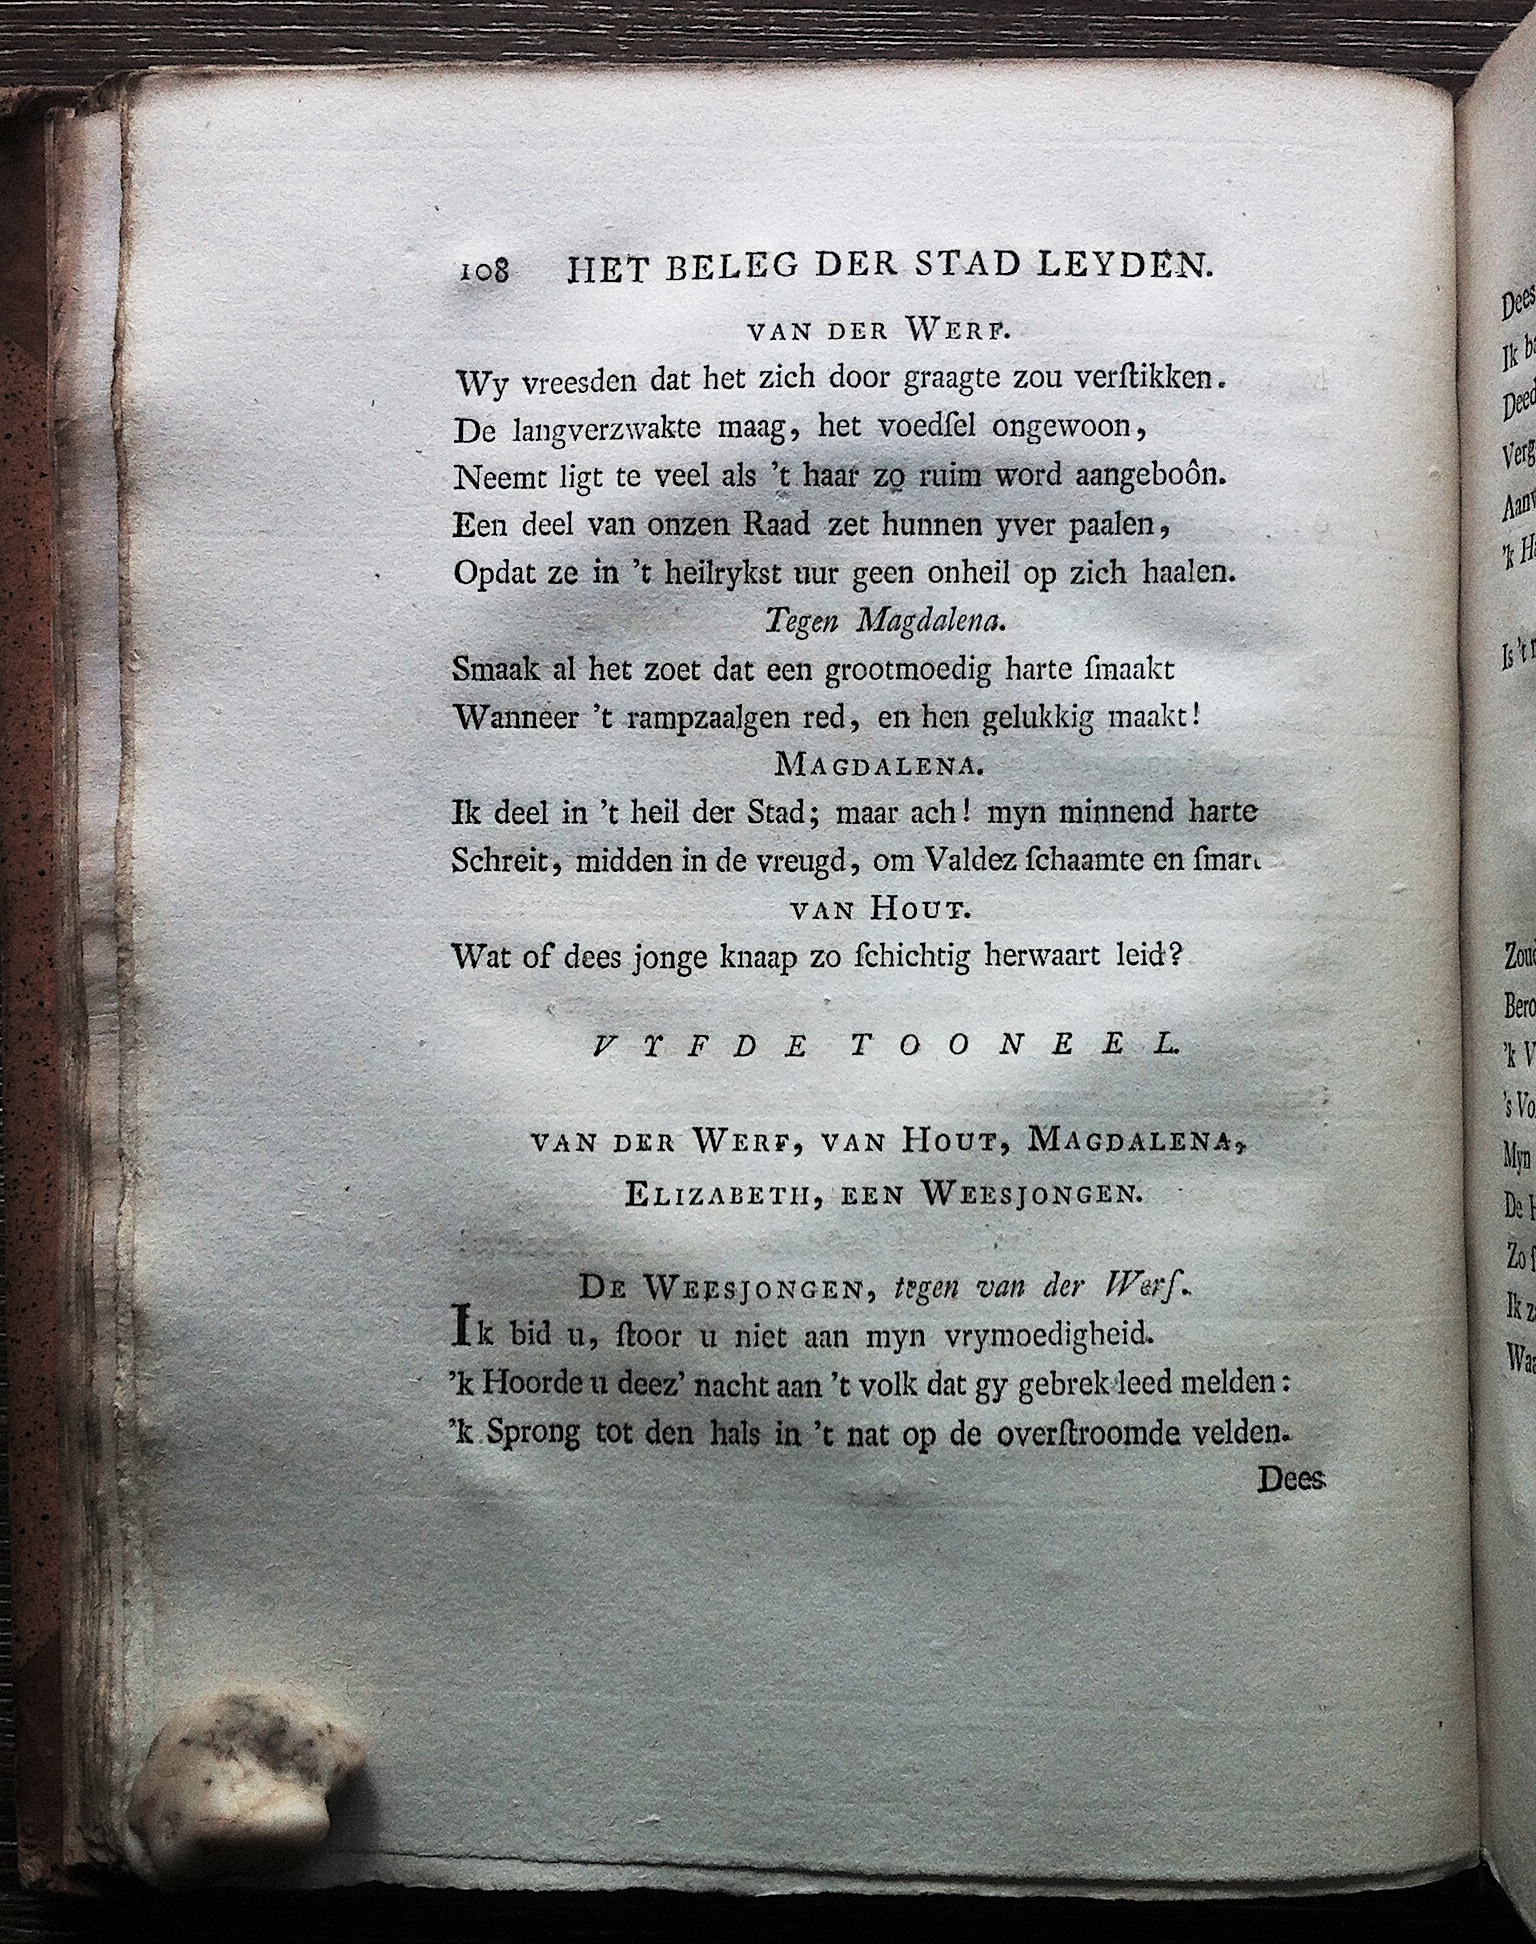 108 HET BELEG DER STAD LEYDEN.
VAN DER WERF.
Wy vreesden dat het zich door graagte zou verſtikken.
De langverzwakte maag, het voedſel ongewoon,
Neemt ligt te veel als 't haar zo ruim word aangeboôn.
Een deel van onzen Raad zet hunnen yver paalen,
Opdat ze in 't heilrykst uur geen onheil op zich haalen.
Tegen Magdalena.
Smaak al het zoet dat een grootmoedig harte ſmaakt
Wanneer 't rampzaalgen red, en hen gelukkig maakt!
MAGDALENA.
Ik deel in 't heil der Stad; maar ach! myn minnend harte
Schreit, midden in de vreugd, om Valdez ſchaamte en ſmart
VAN HOUT.
Wat of dees jonge knaap zo ſchichtig herwaart leid?
VYFDE TOONEEL.
VAN DER WERF, VAN HOUT, MAGDALENA,
ELIZABETH, EEN WEESJONGEN.
DE WEESJONGEN, tegen van der Werf.
Ik bid u, ſtoor u niet aan myn vrymoedigheid.
'k Hoorde u deez' nacht aan 't volk dat gy gebrek leed melden:
'k Sprong tot den hals in 't nat op de overſtroomde velden.
Dees
Dees
Ik
Deed
Is 't
'k
De
Ik